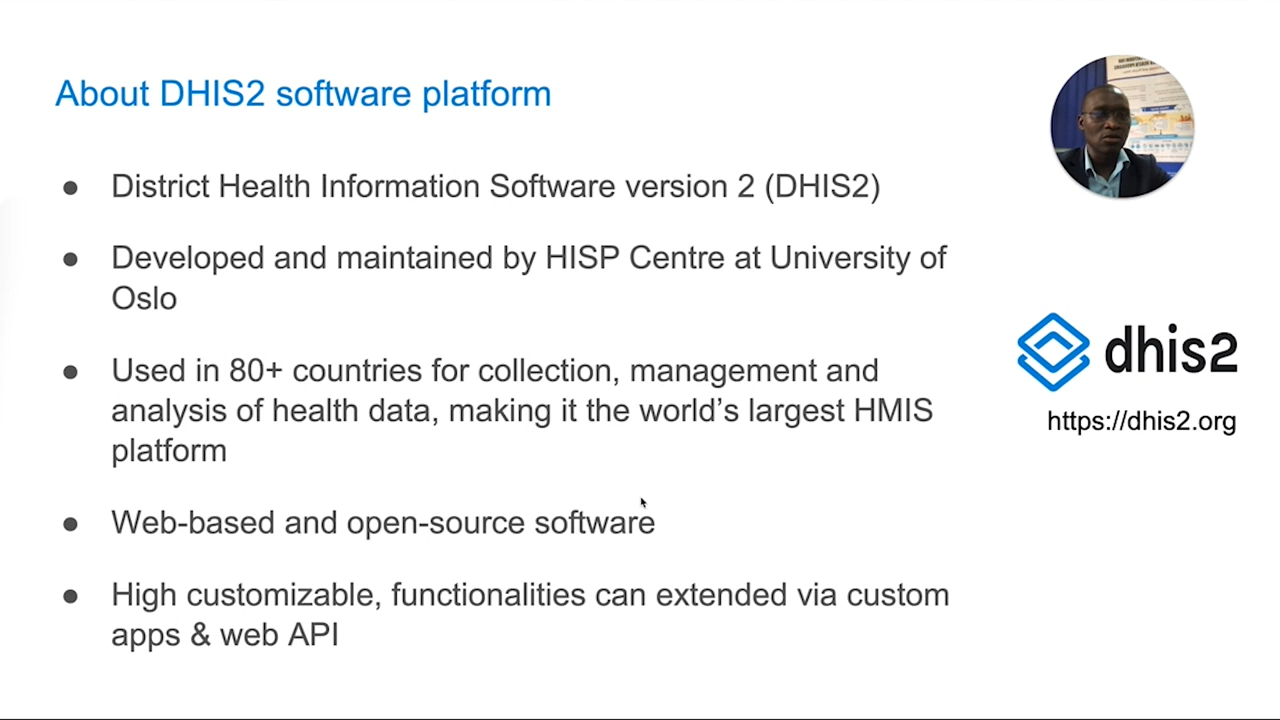 About DHIS2 software platform
● District Health Information Software version 2 (DHIS2)
● Developed and maintained by HISP Centre at University of
Oslo
● Used in 80+ countries for collection, management and
analysis of health data, making it the world’s largest HMIS
platform
● Web-based and open-source software
● High customizable, functionalities can extended via custom
apps & web API
dhis2
https://dhis2.org